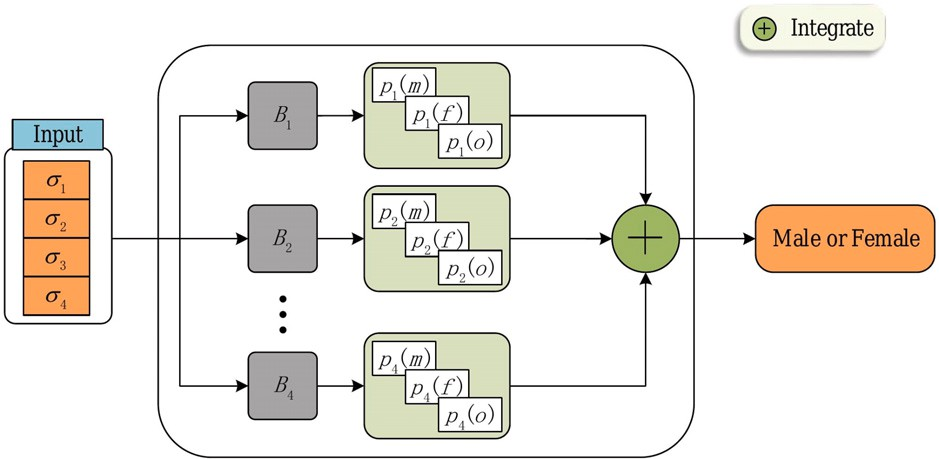 + Integrate
Input
σ1
σ2
σ3
σ4
B1
p1(m)
p1(f)
p1(o)
B2
p2(m)
p2(f)
p2(o)
B4
p4(m)
p4(f)
p4(o)
+
Male or Female